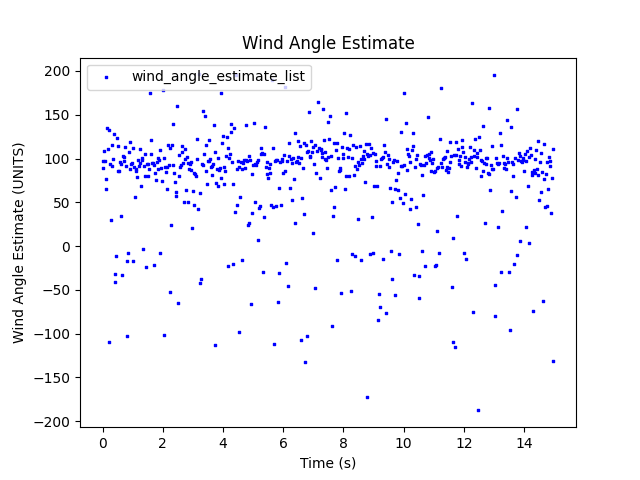 Wind Angle Estimate
wind_angle_estimate_list
Wind Angle Estimate (UNITS)
200
150
100
50
0
−50
−100
−150
−200
0 2 4 6 8 10 12 14
Time (s)